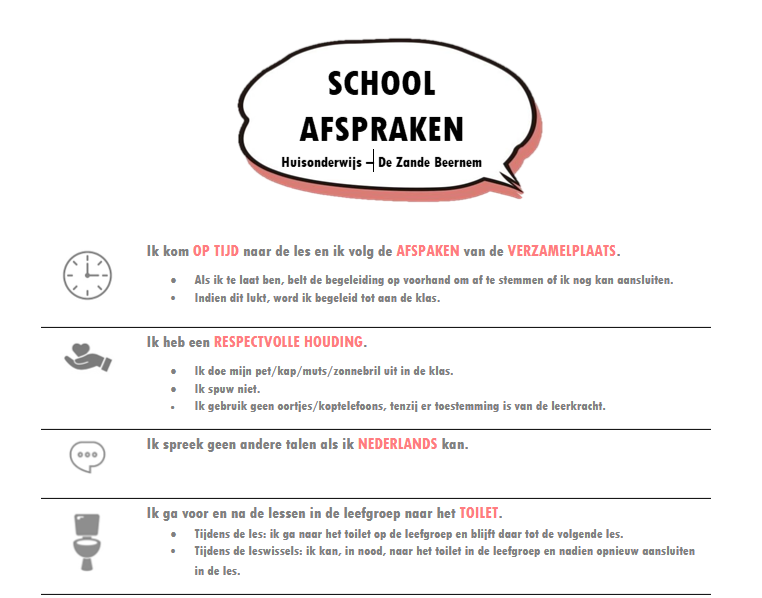 SCHOOL
AFSPRAKEN
Huisonderwijs – De Zande Beernem
Ik kom OP TIJD naar de les en ik volg de AFSPAKEN van de VERZAMELPLAATS.
• Als ik te laat ben, belt de begeleiding op voorhand om af te stemmen of ik nog kan aansluiten.
• Indien dit lukt, word ik begeleid tot aan de klas.
Ik heb een RESPECTVOLLE HOUDING.
• Ik doe mijn pet/kap/muts/zonnebril uit in de klas.
• Ik spuw niet.
• Ik gebruik geen oortjes/koptelefoons, tenzij er toestemming is van de leerkracht.
Ik spreek geen andere talen als ik NEDERLANDS kan.
Ik ga voor en na de lessen in de leefgroep naar het TOILET.
• Tijdens de les: ik ga naar het toilet op de leefgroep en blijft daar tot de volgende les.
• Tijdens de leswissels: ik kan, in nood, naar het toilet in de leefgroep en nadien opnieuw aansluiten
in de les.